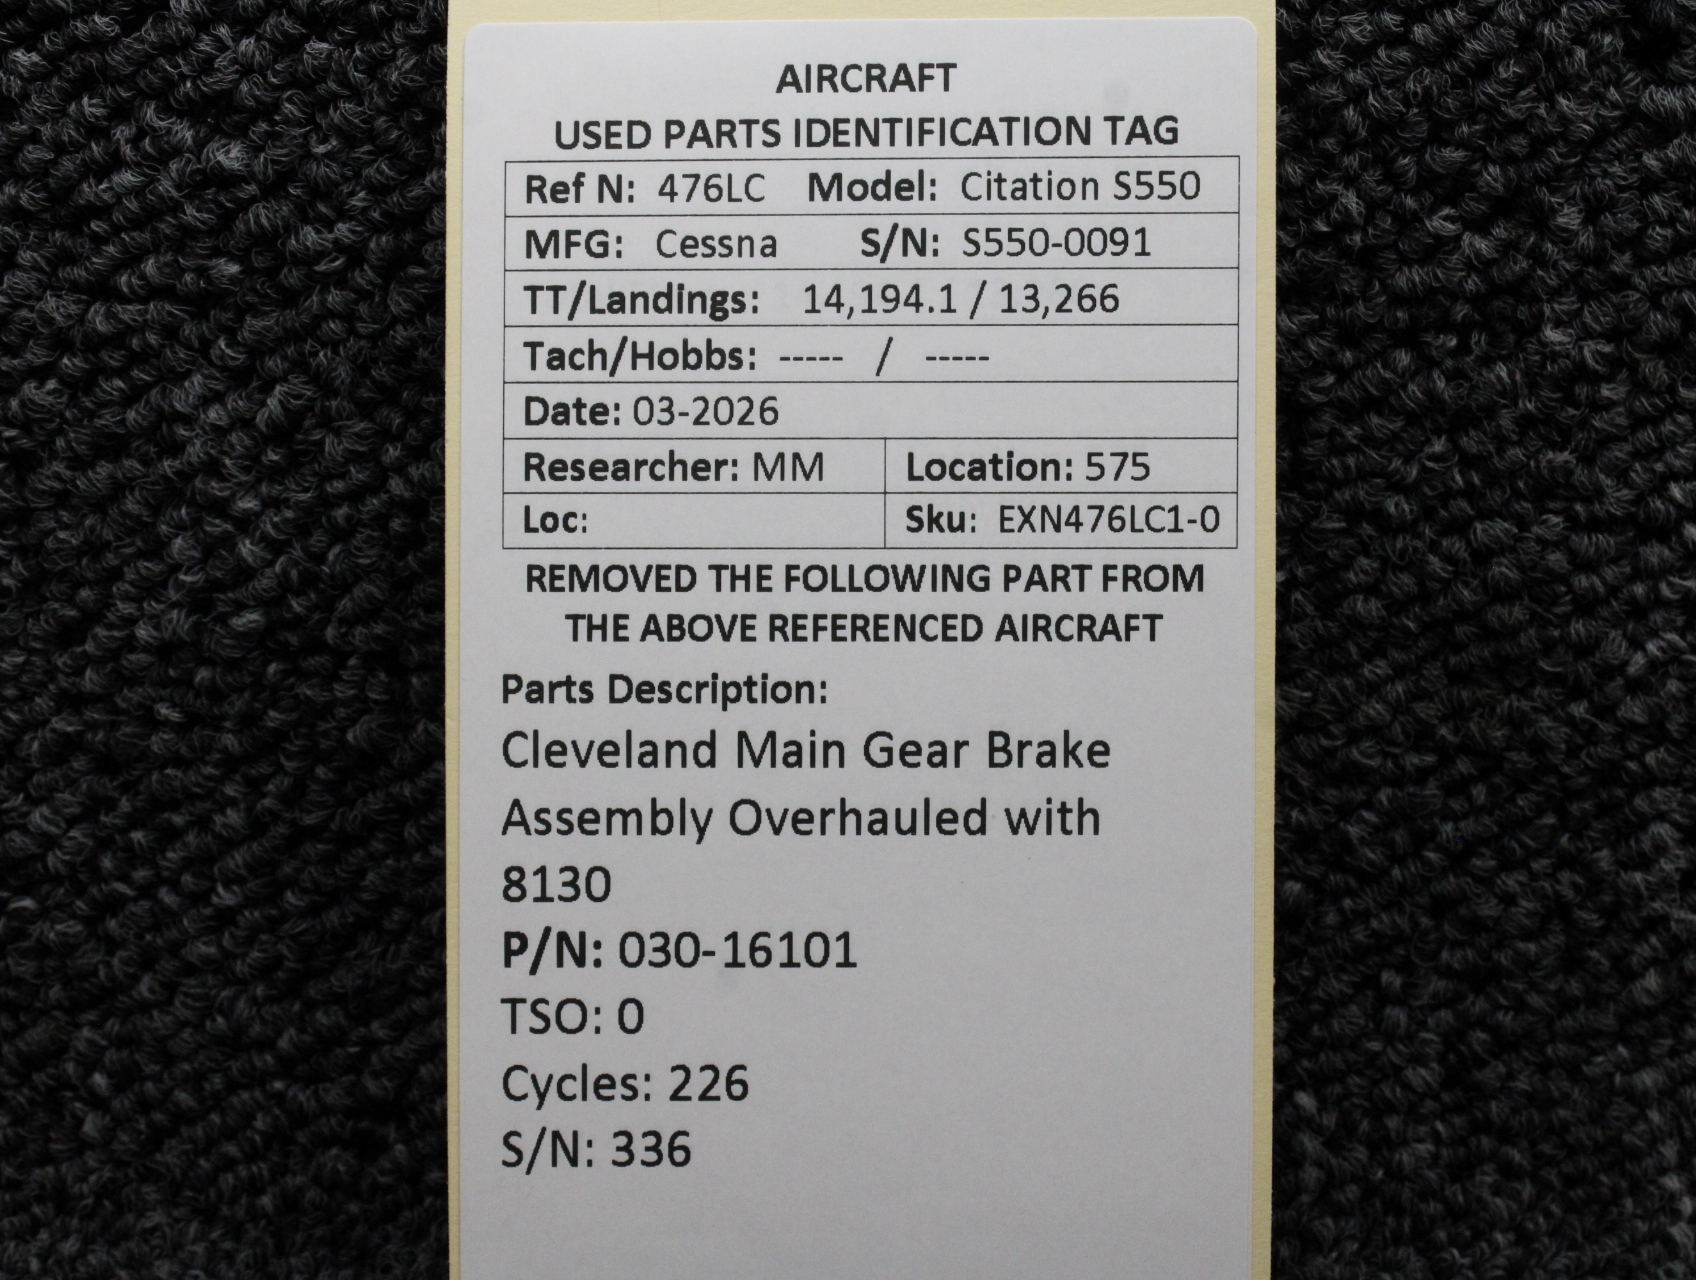 AIRCRAFT
USED PARTS IDENTIFICATION TAG
Ref N: 476LC Model: Citation S550
MFG: Cessna S/N: S550-0091
TT/Landings: 14,194.1 / 13,266
Tach/Hobbs: ----- / -----
Date: 03-2026
Researcher: MM Location: 575
Loc: Sku: EXN476LC1-0
REMOVED THE FOLLOWING PART FROM
THE ABOVE REFERENCED AIRCRAFT
Parts Description:
Cleveland Main Gear Brake
Assembly Overhauled with
8130
P/N: 030-16101
TSO: 0
Cycles: 226
S/N: 336